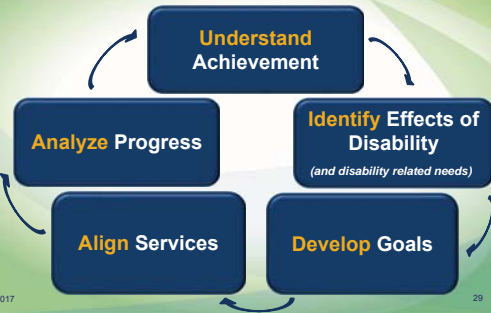 Understand
Achievement
Identify Effects of
Disability
(and disability related needs)
Develop Goals
Align Services
Analyze Progress
017
29